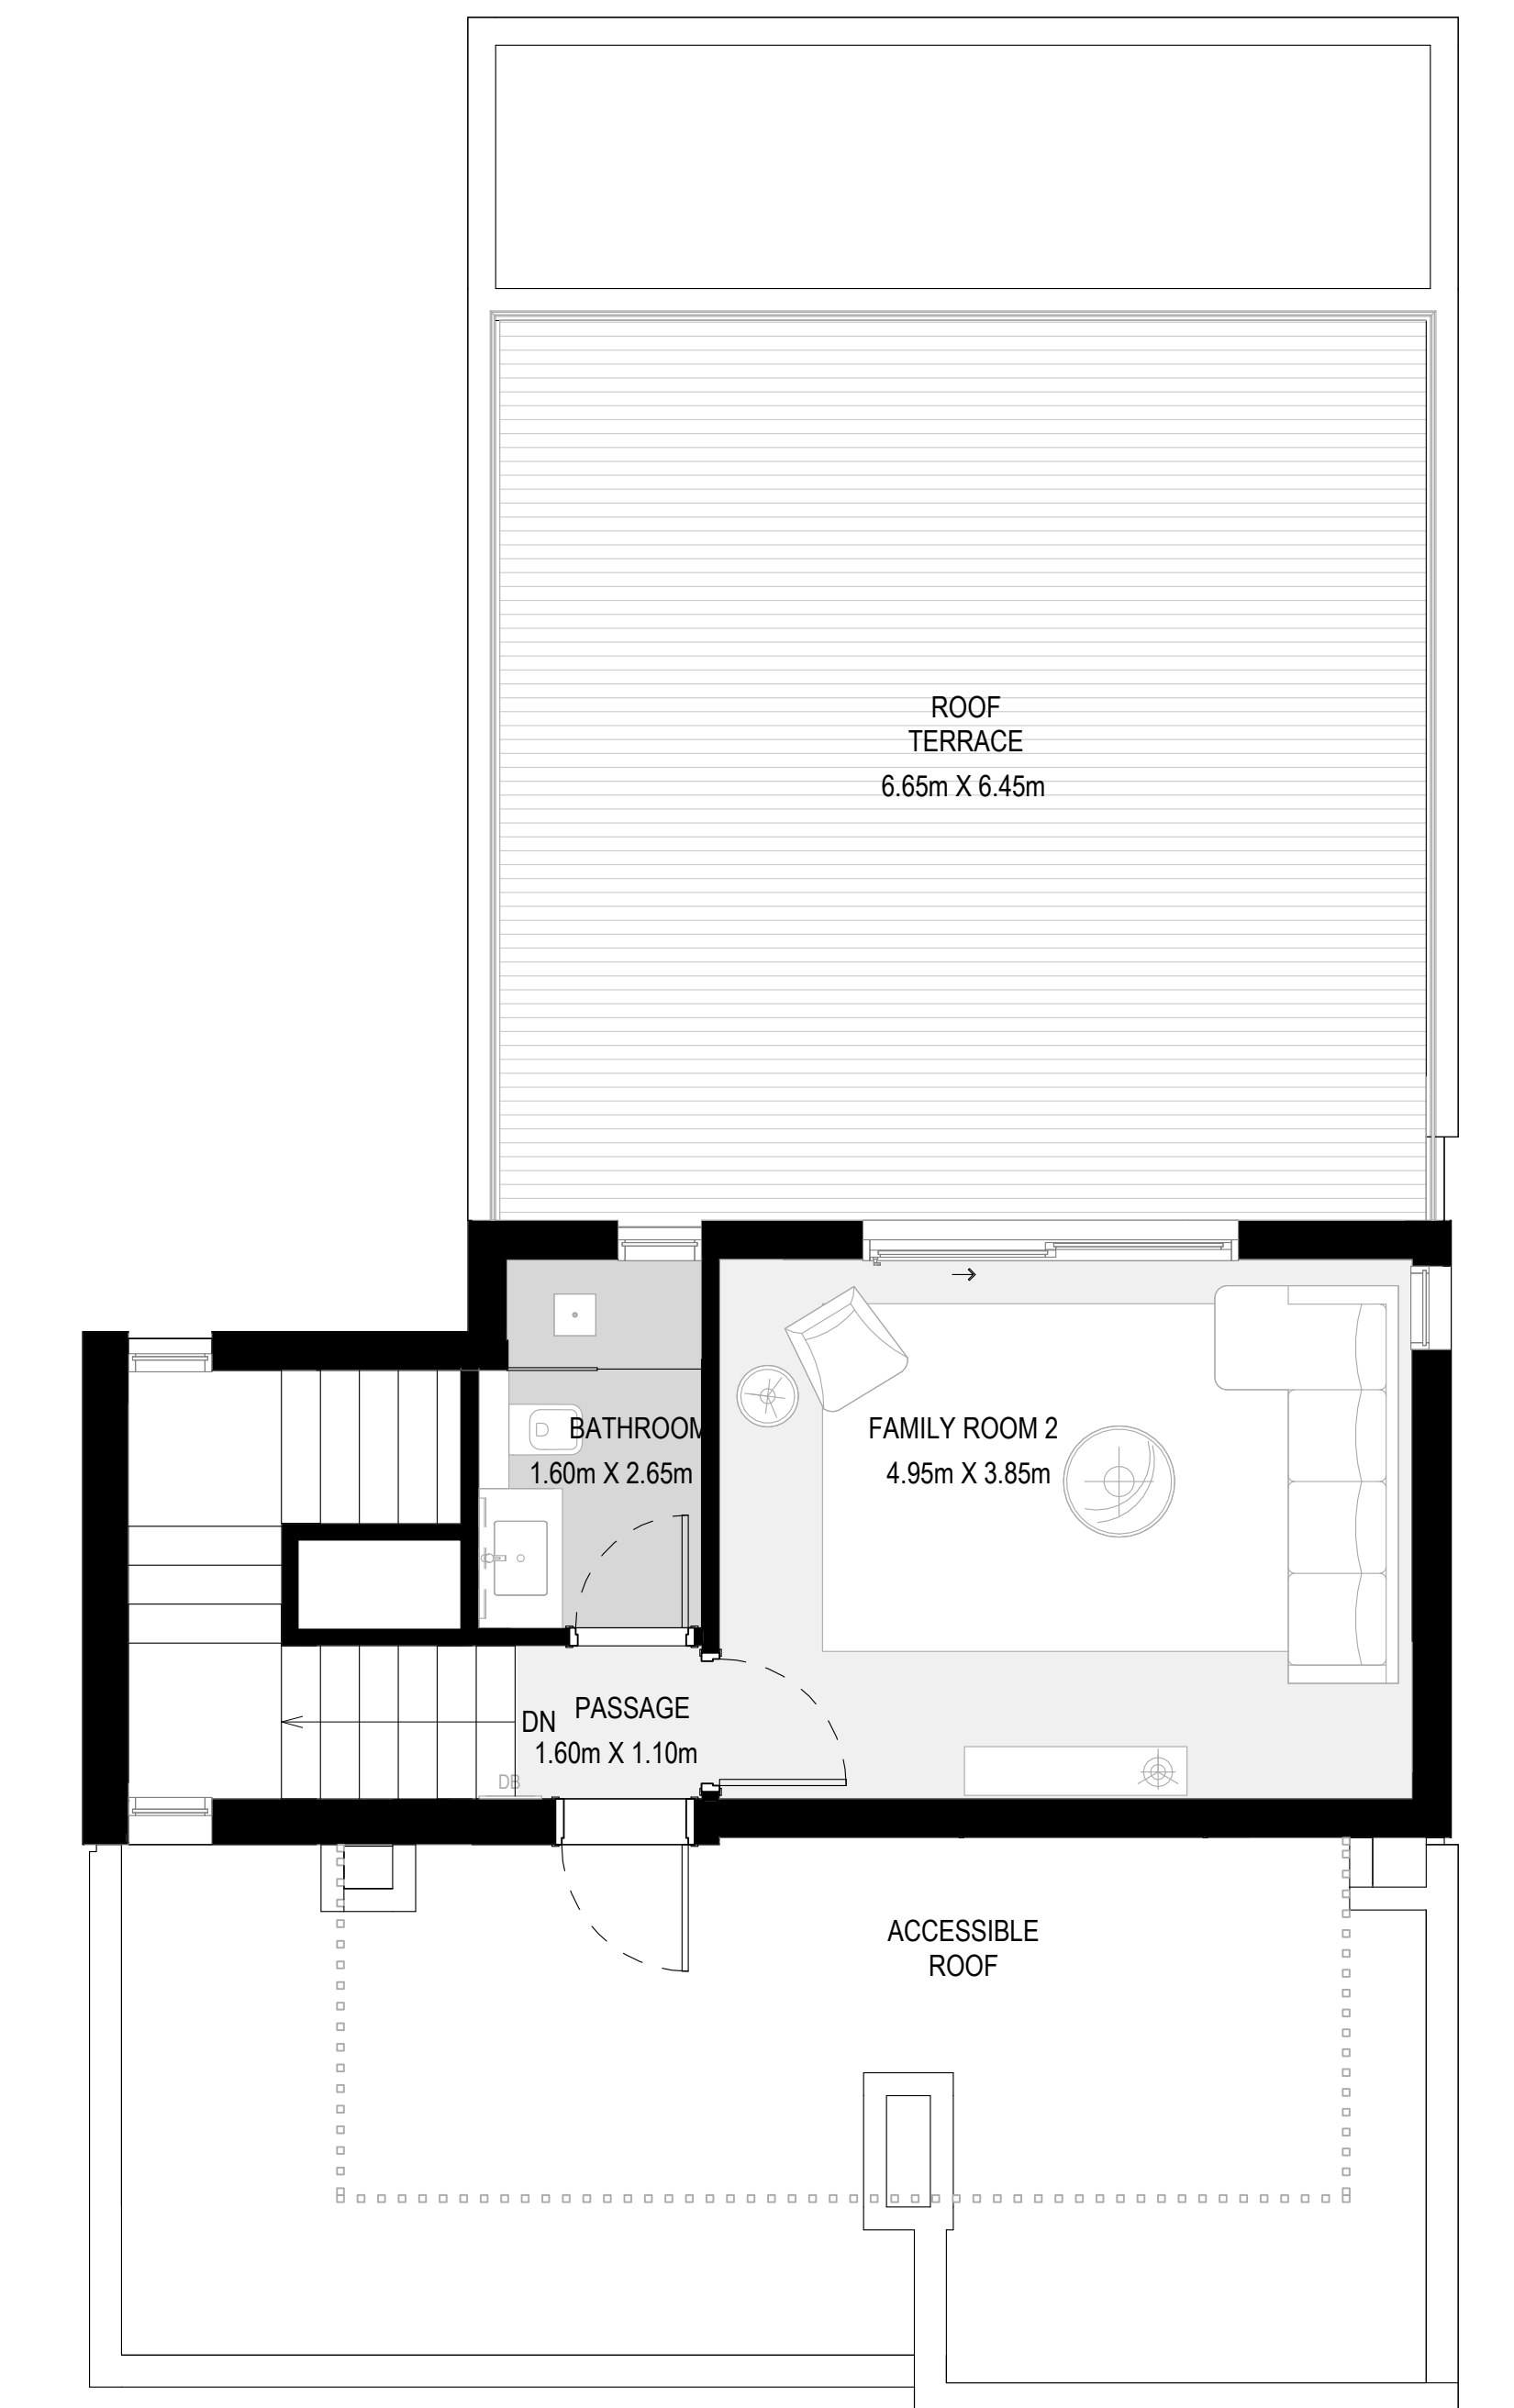 ROOF
TERRACE
6.65m X 6.45m
BATHROOM
1.60m X 2.65m
FAMILY ROOM 2
4.95m X 3.85m
PASSAGE
DN
1.60m X 1.10m
DB
ACCESSIBLE
ROOF